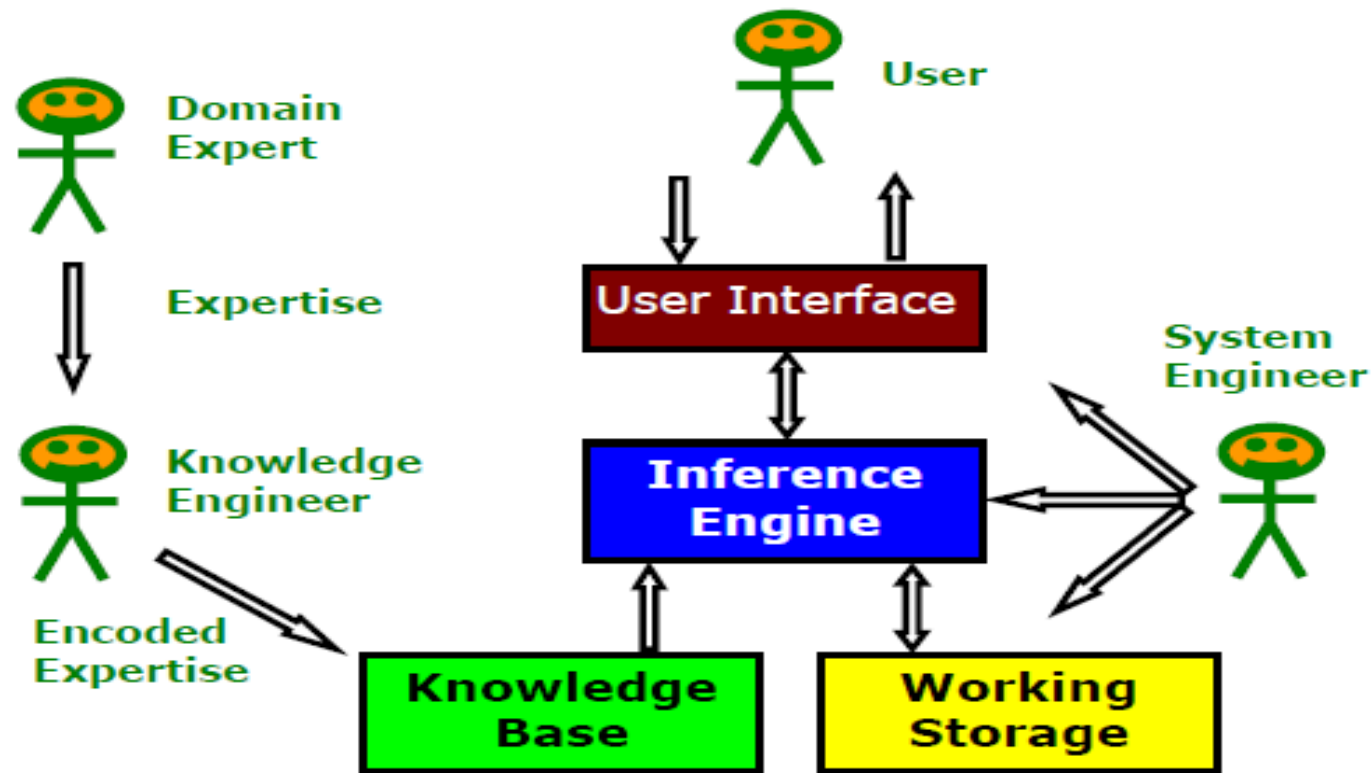 User
Domain
Expert
Expertise
User Interface
System
Engineer
Knowledge
Engineer
Inference
Engine
Encoded
Expertise
Knowledge
Base
Working
Storage